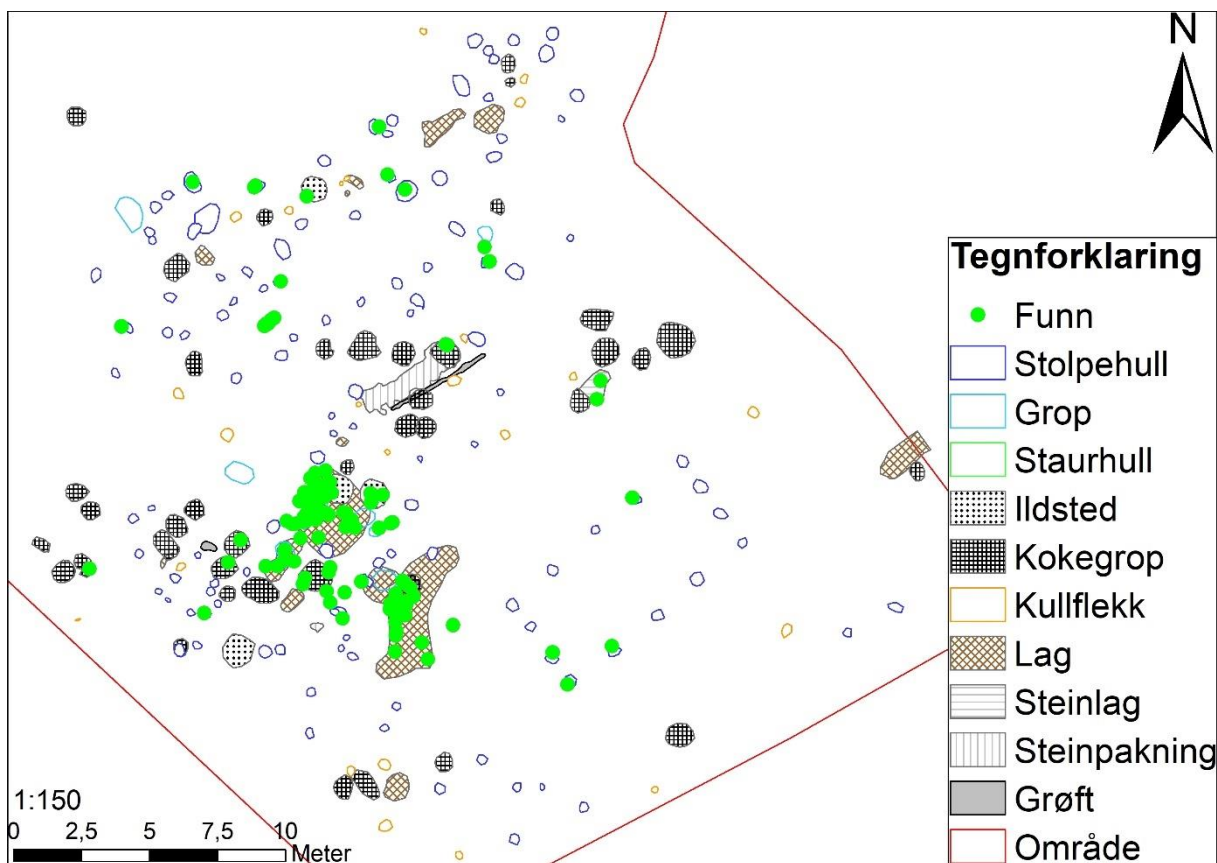 N
Tegnforklaring
Funn
Stolpehull
Grop
Staurhull
Ildsted
Kokegrop
Kullflekk
Lag
Steinlag
Steinpakning
Grøft
Område
1:150
0 2,5 5 7,5 10
Meter